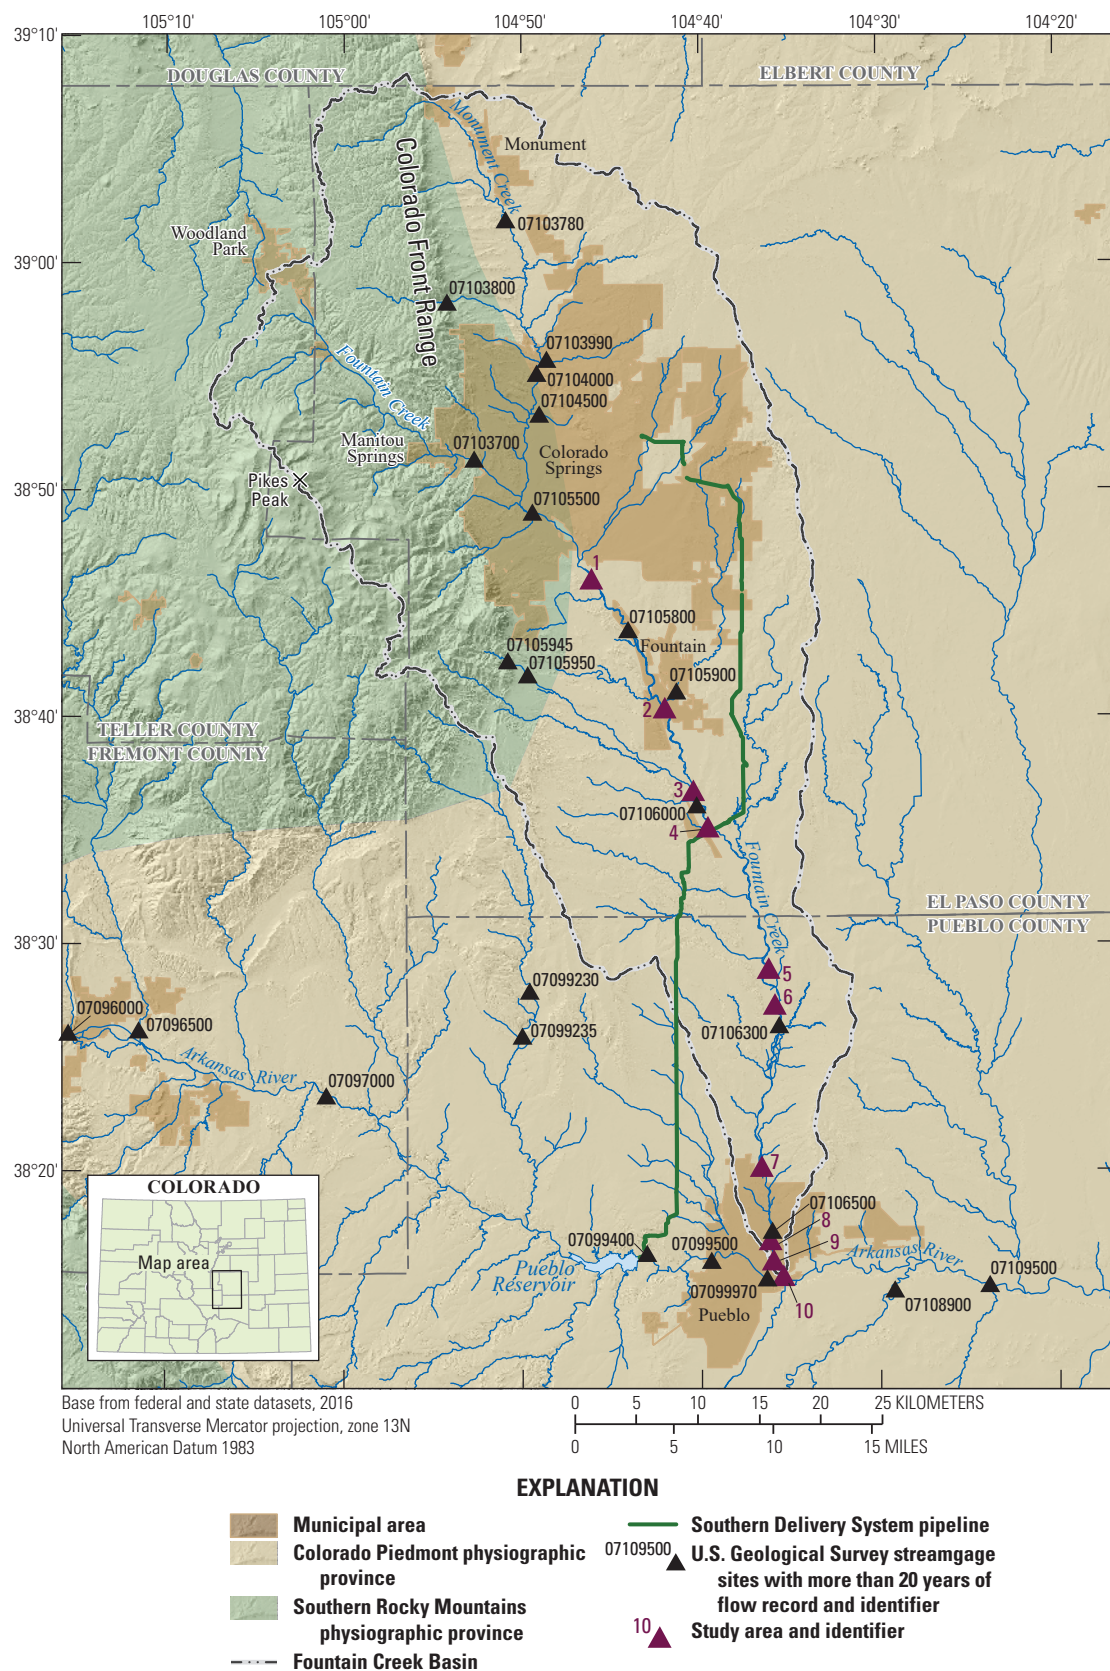 105°10'
105°00'
104°50'
104°40'
104°30'
104°20'
39°10'
39°00'
38°50'
38°40'
38°30'
38°20'
DOUGLAS COUNTY
ELBERT COUNTY
Monument Creek
Monument
Colorado Front Range
Woodland
Park
07103780
07103800
07103990
07104000
07104500
Fountain Creek
Manitou
Springs
07103700
Colorado
Springs
Pikes
Peak
07105500
1
07105800
Fountain
07105945
07105950
07105900
2
TELLER COUNTY
FREMONT COUNTY
3
07106000
4
Fountain Creek
EL PASO COUNTY
PUEBLO COUNTY
5
6
07106300
07099230
07099235
07096000
07096500
Arkansas River
07097000
7
07106500
8
9
07099400
07099500
Arkansas River
Pueblo
Reservoir
07099970
Pueblo
10
07109500
07108900
COLORADO
Map area
Base from federal and state datasets, 2016
Universal Transverse Mercator projection, zone 13N
North American Datum 1983
0 5 10 15 20 25 KILOMETERS
0 5 10 15 MILES
EXPLANATION
Municipal area
Colorado Piedmont physiographic
province
Southern Rocky Mountains
physiographic province
Fountain Creek Basin
Southern Delivery System pipeline
07109500
U.S. Geological Survey streamgage
sites with more than 20 years of
flow record and identifier
10
Study area and identifier